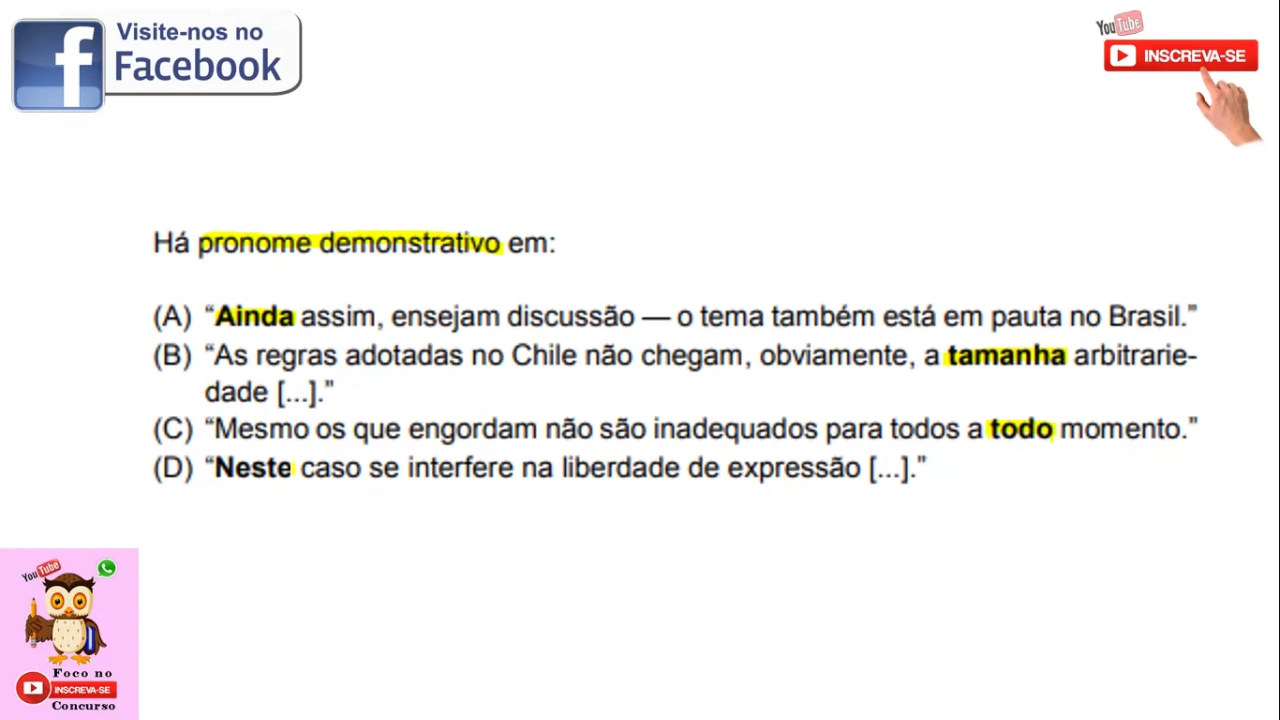 Visite-nos no
Facebook
f
YouTube
INSCREVA-SE
Há pronome demonstrativo em:
(A) “Ainda assim, ensejam discussão — o tema também está em pauta no Brasil.”
(B) “As regras adotadas no Chile não chegam, obviamente, a tamanha arbitrarie-
dade [...].”
(C) “Mesmo os que engordam não são inadequados para todos a todo momento.”
(D) “Neste caso se interfere na liberdade de expressão [...].”
YouTube
Foco no
INSCREVA-SE
Concurso